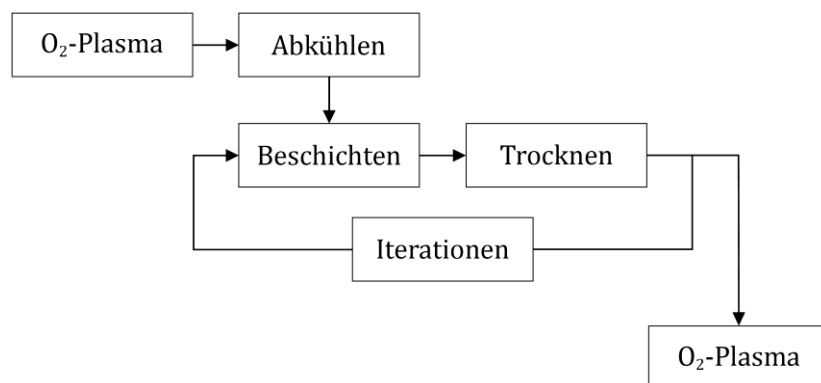 O₂-Plasma
Abkühlen
Beschichten
Trocknen
Iterationen
O₂-Plasma